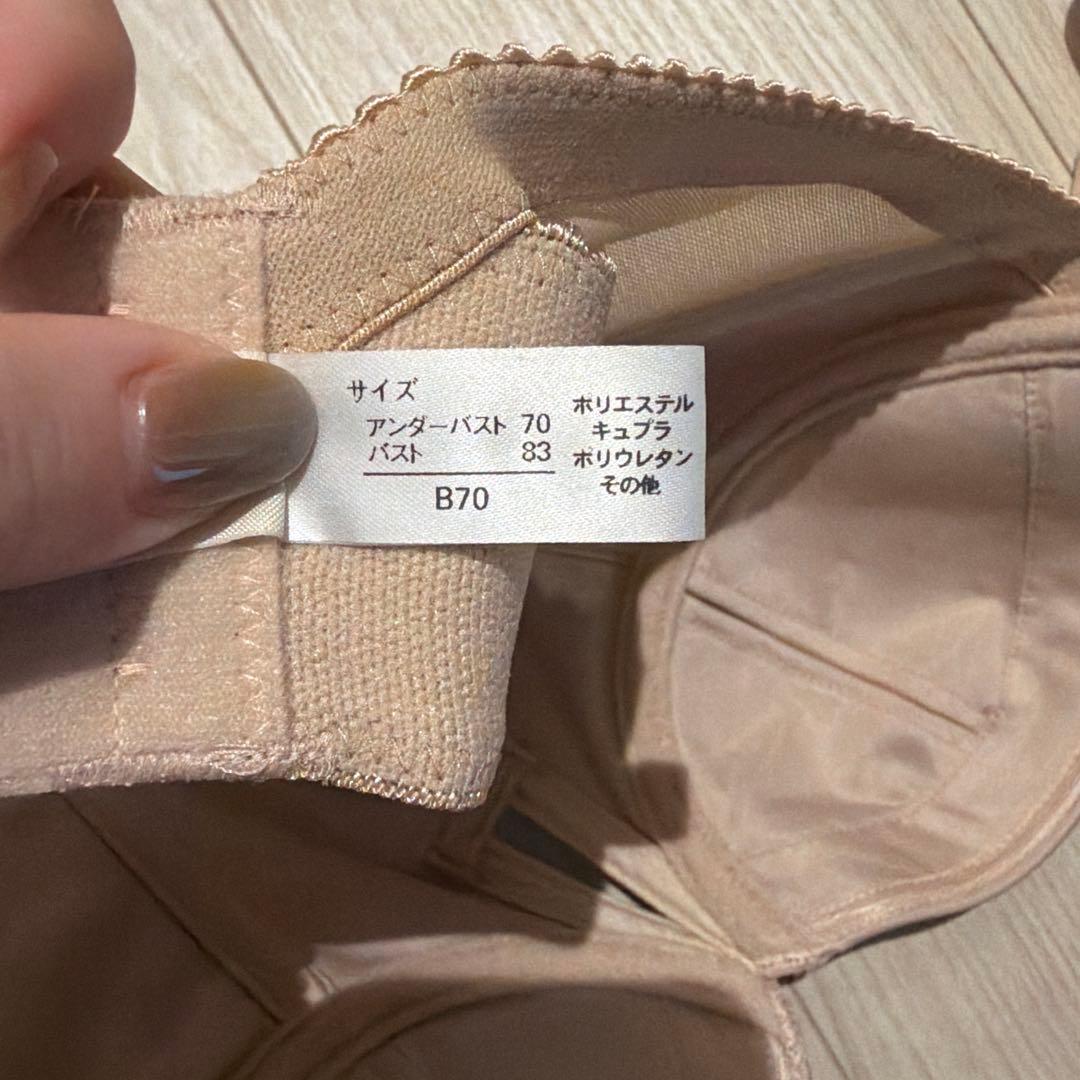 サイズ
アンダーバスト 70
バスト 83
B70
ポリエステル
キュプラ
ポリウレタン
その他